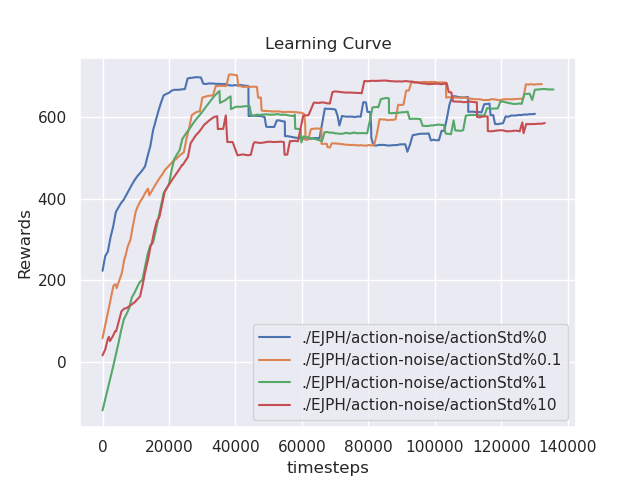 Learning Curve
Rewards
600
400
200
0
./EJPH/action-noise/actionStd%0
./EJPH/action-noise/actionStd%0.1
./EJPH/action-noise/actionStd%1
./EJPH/action-noise/actionStd%10
0 20000 40000 60000 80000 100000 120000 140000
timesteps